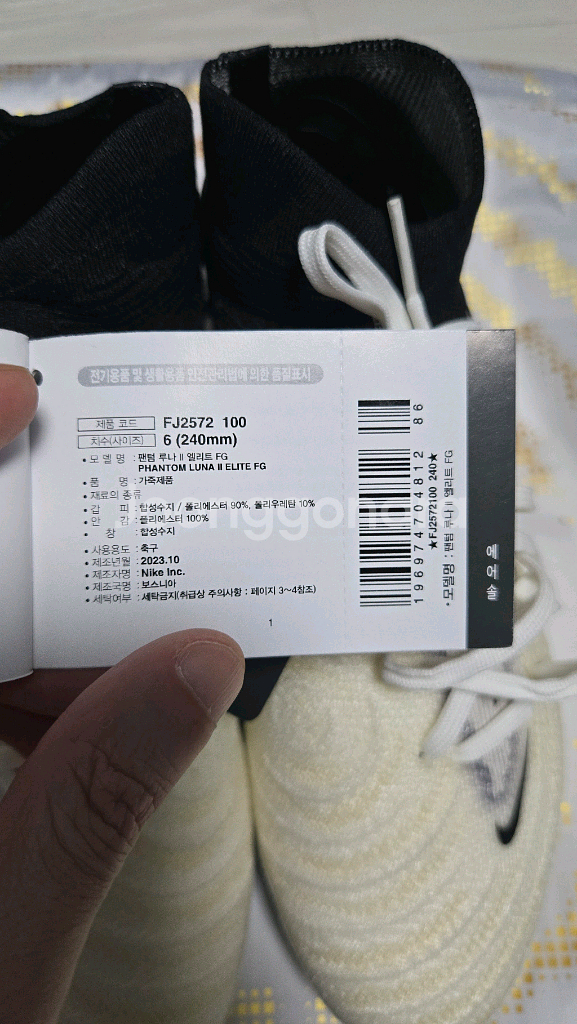 전기용품 및 생활용품 안전관리법에 의한 품질표시
제품 코드 FJ2572 100
치수(사이즈) 6 (240mm)
• 모 델 명 : 팬텀 루나 II 엘리트 FG
PHANTOM LUNA II ELITE FG
• 품 명 : 가죽제품
• 재료의 종류
• 겉 피 : 합성수지 / 폴리에스터 90%, 폴리우레탄 10%
• 안 감 : 폴리에스터 100%
• 창 : 합성수지
• 사용용도 : 축구
• 제조년월 : 2023.10
• 제조자명 : Nike Inc.
• 제조국명 : 보스니아
• 세탁여부 : 세탁금지(취급상 주의사항 : 페이지 3~4참조)
1
196974704812 86
★FJ2572100 240★
• 모델명 : 팬텀 루나 II 엘리트 FG
에어솔